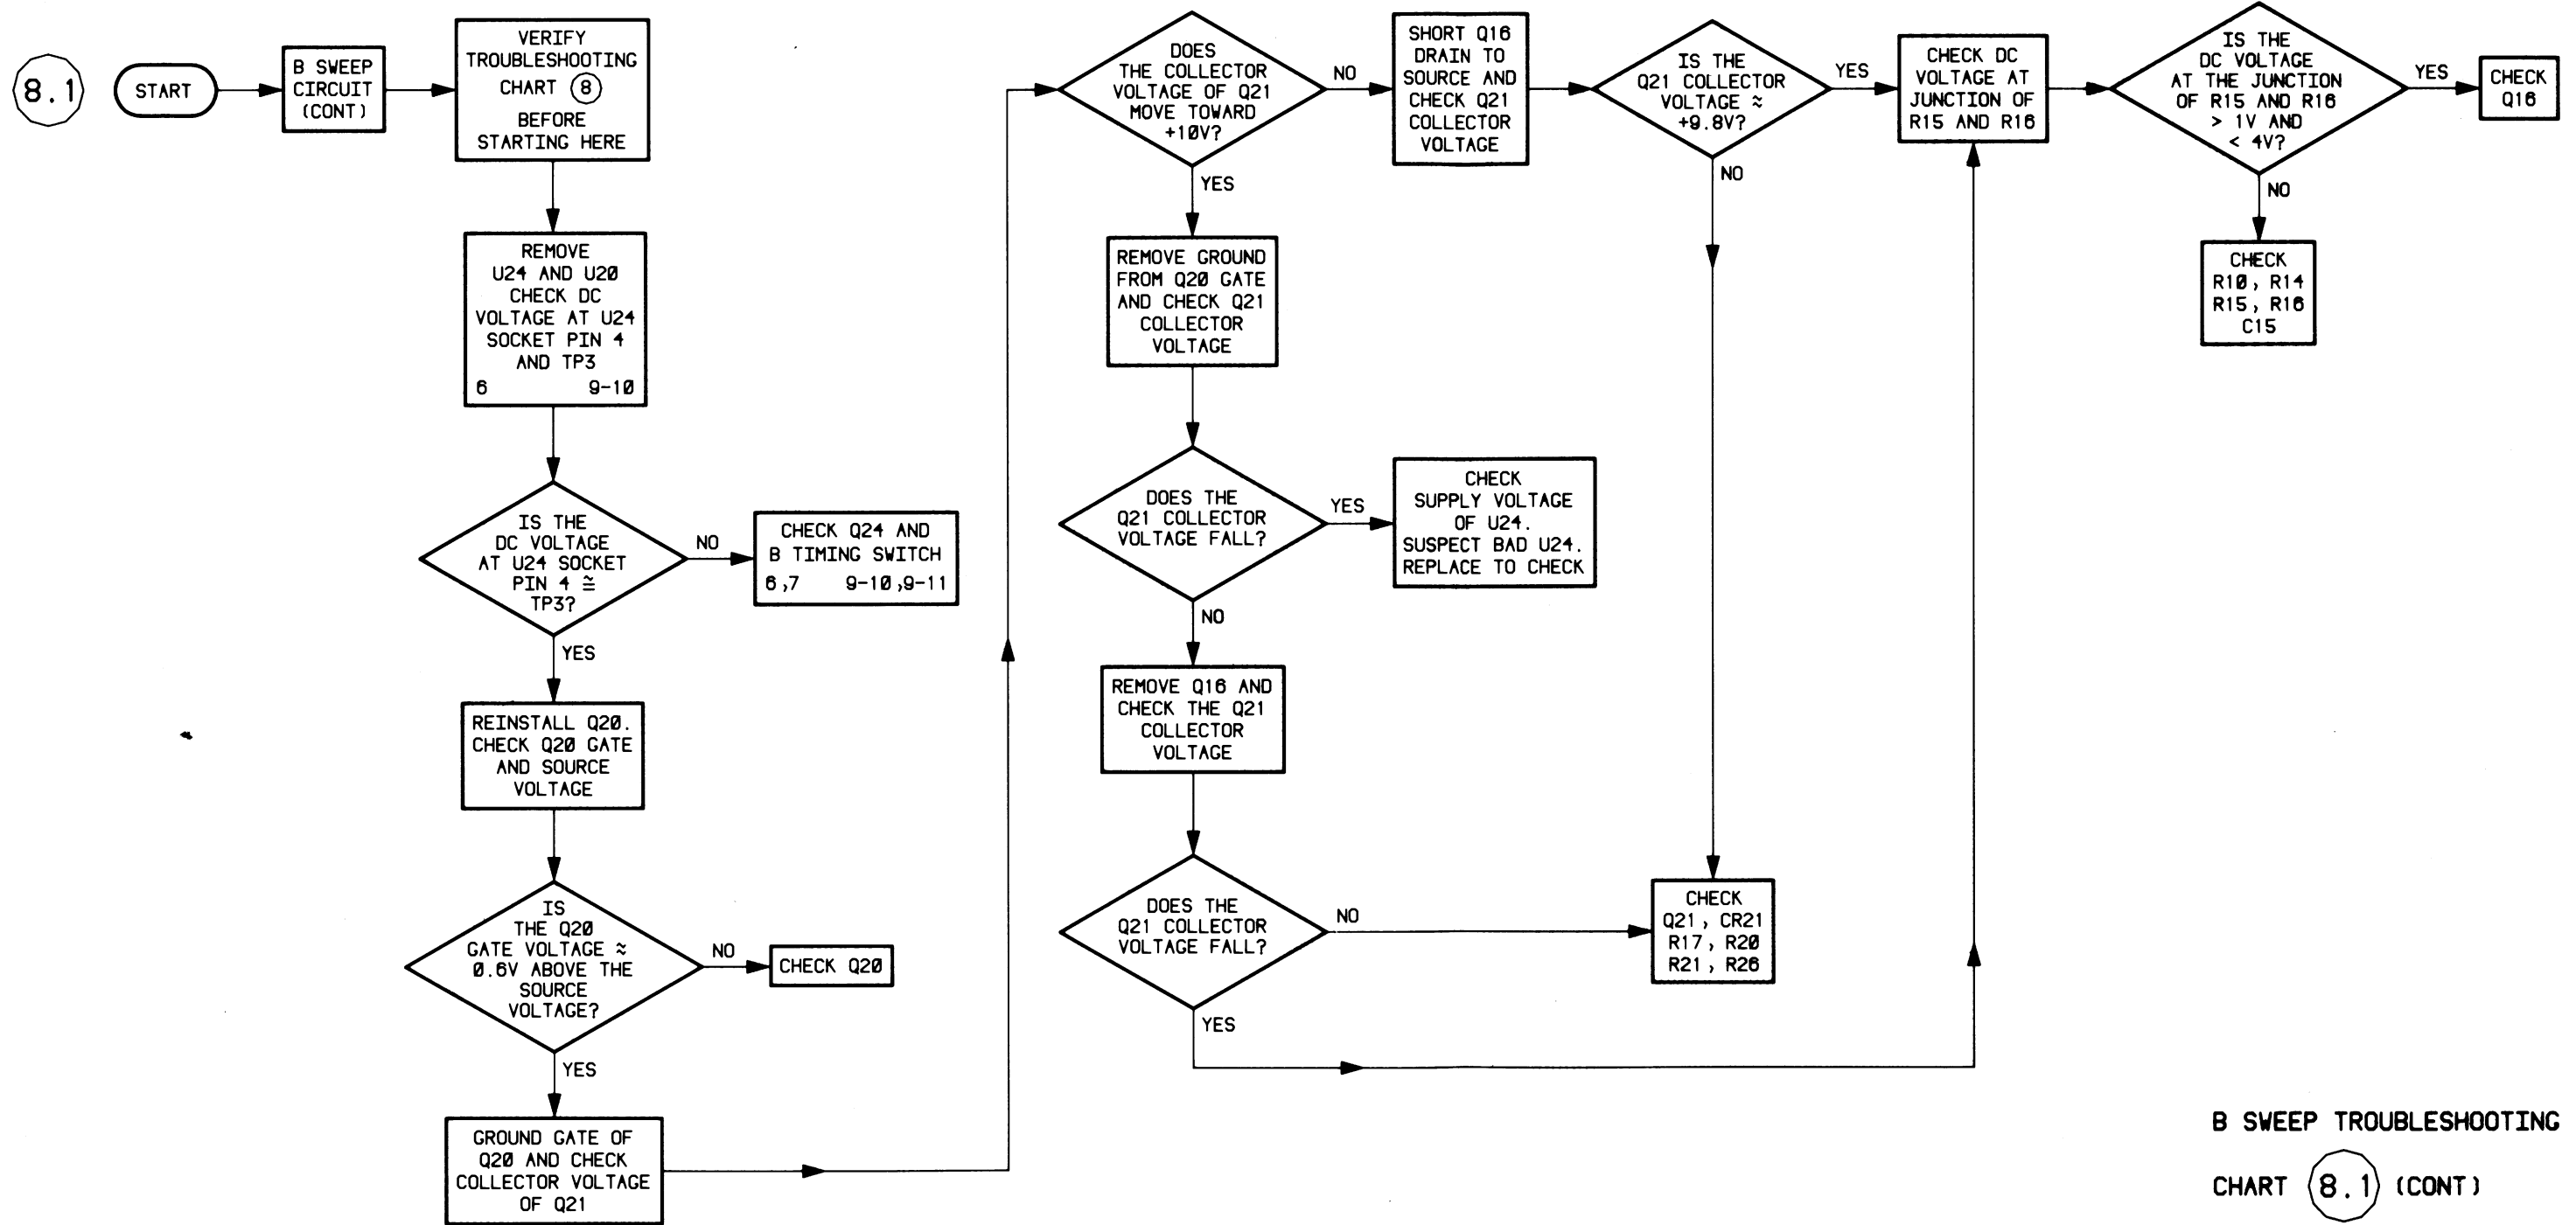 8.1
START
B SWEEP
CIRCUIT
(CONT)
VERIFY
TROUBLESHOOTING
CHART 8
BEFORE
STARTING HERE
REMOVE
U24 AND U20
CHECK DC
VOLTAGE AT U24
SOCKET PIN 4
AND TP3
6 9-10
IS THE
DC VOLTAGE
AT U24 SOCKET
PIN 4 ≅
TP3?
NO
CHECK Q24 AND
B TIMING SWITCH
6,7 9-10,9-11
YES
REINSTALL Q20.
CHECK Q20 GATE
AND SOURCE
VOLTAGE
IS
THE Q20
GATE VOLTAGE ≈
0.6V ABOVE THE
SOURCE
VOLTAGE?
NO
CHECK Q20
YES
GROUND GATE OF
Q20 AND CHECK
COLLECTOR VOLTAGE
OF Q21
DOES
THE COLLECTOR
VOLTAGE OF Q21
MOVE TOWARD
+10V?
NO
SHORT Q16
DRAIN TO
SOURCE AND
CHECK Q21
COLLECTOR
VOLTAGE
IS THE
Q21 COLLECTOR
VOLTAGE ≈
+9.8V?
YES
CHECK DC
VOLTAGE AT
JUNCTION OF
R15 AND R16
IS THE
DC VOLTAGE
AT THE JUNCTION
OF R15 AND R16
> 1V AND
< 4V?
YES
CHECK
Q16
NO
CHECK
R10, R14
R15, R16
C15
NO
YES
REMOVE GROUND
FROM Q20 GATE
AND CHECK Q21
COLLECTOR
VOLTAGE
DOES THE
Q21 COLLECTOR
VOLTAGE FALL?
YES
CHECK
SUPPLY VOLTAGE
OF U24.
SUSPECT BAD U24.
REPLACE TO CHECK
NO
REMOVE Q16 AND
CHECK THE Q21
COLLECTOR
VOLTAGE
DOES THE
Q21 COLLECTOR
VOLTAGE FALL?
NO
CHECK
Q21, CR21
R17, R20
R21, R26
YES
B SWEEP TROUBLESHOOTING
CHART 8.1 (CONT)